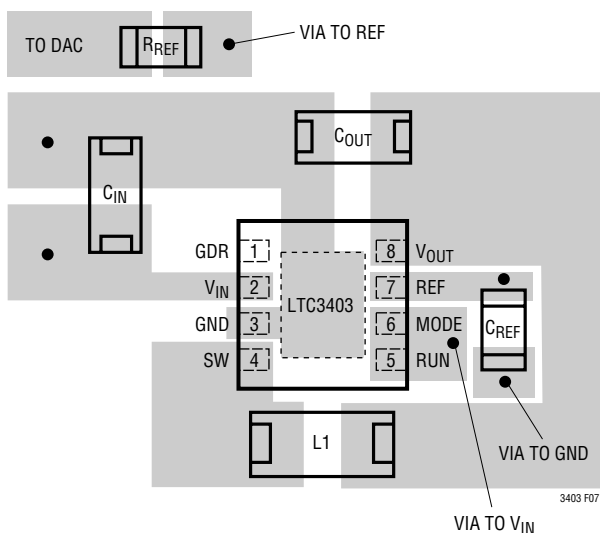 TO DAC
RREF
VIA TO REF
COUT
CIN
GDR 1
8 VOUT
VIN 2
7 REF
LTC3403
GND 3
6 MODE
CREF
SW 4
5 RUN
L1
VIA TO GND
3403 F07
VIA TO VIN